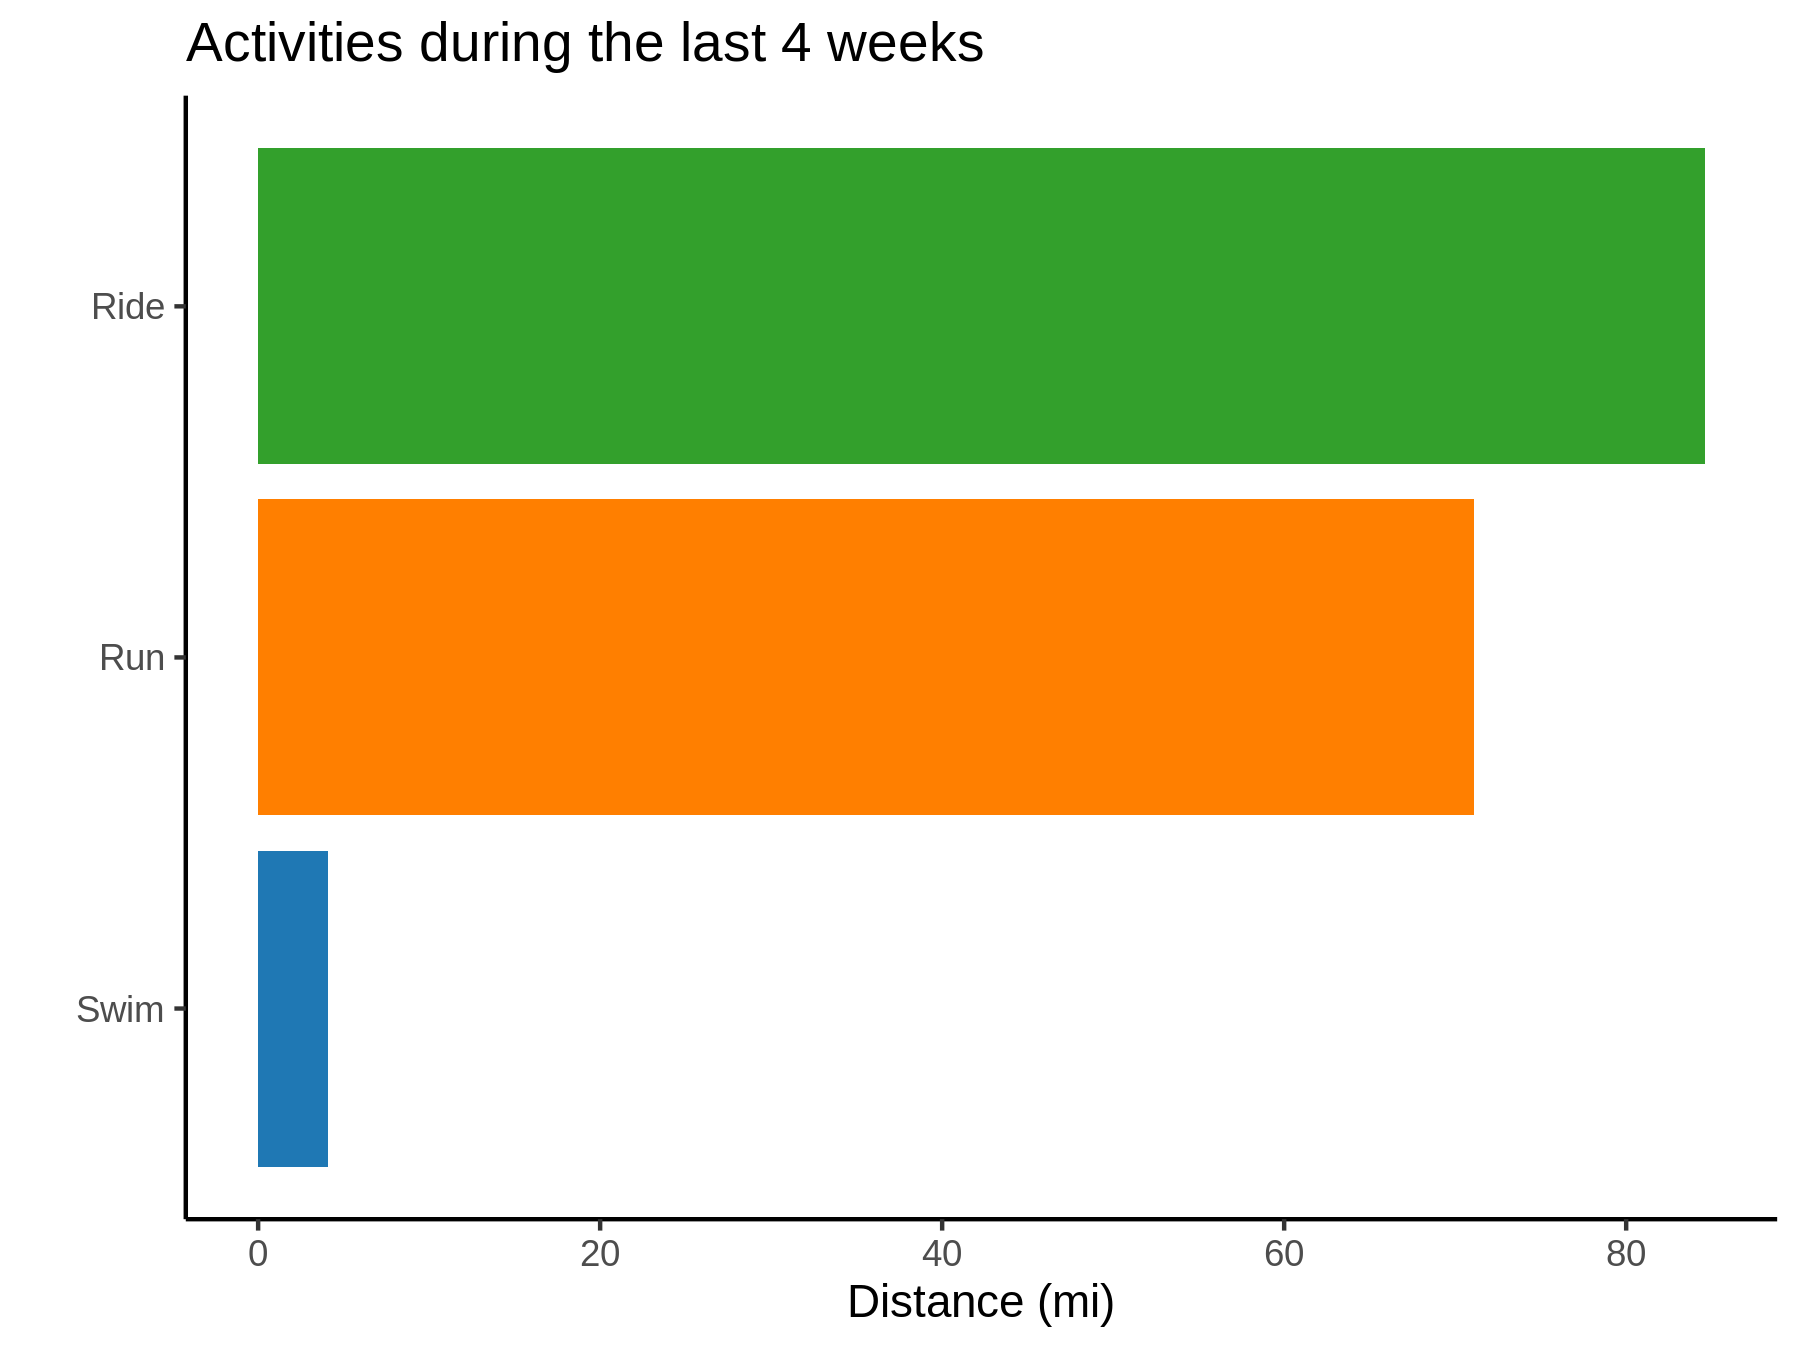 Activities during the last 4 weeks
Ride
Run
Swim
0 20 40 60 80
Distance (mi)